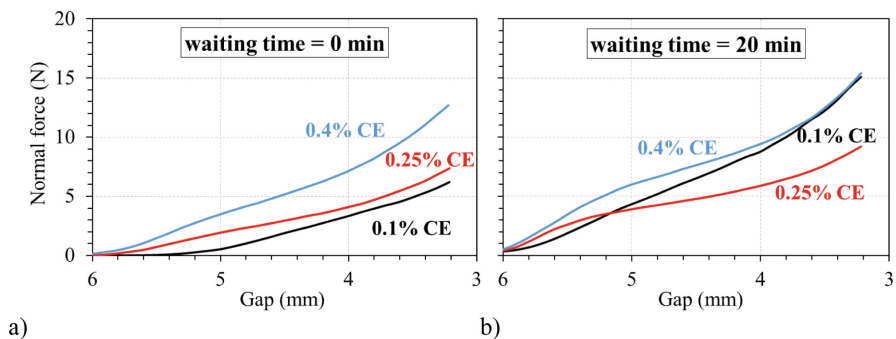 20
15
10
5
0
Normal force (N)
waiting time = 0 min
0.4% CE
0.25% CE
0.1% CE
6
5
4
3
Gap (mm)
a)
waiting time = 20 min
0.4% CE
0.1% CE
0.25% CE
6
5
4
3
Gap (mm)
b)